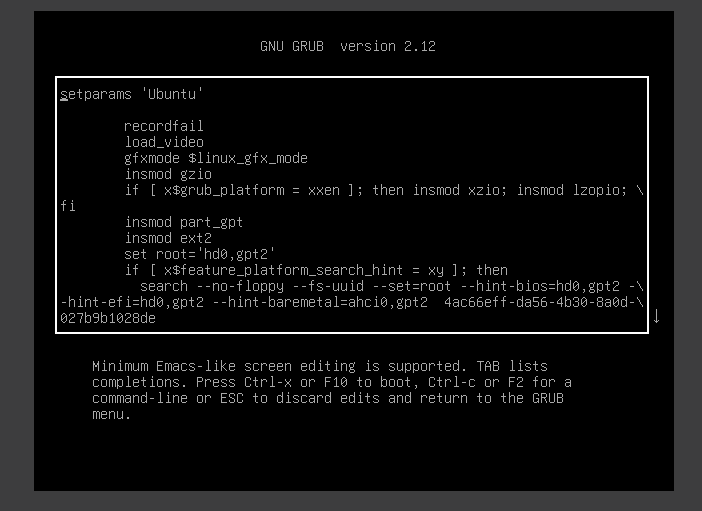 GNU GRUB  version 2.12
setparams 'Ubuntu'
recordfail
load_video
gfxmode $linux_gfx_mode
insmod gzio
if [ x$grub_platform = xxen ]; then insmod xzio; insmod lzopio; \
fi
insmod part_gpt
insmod ext2
set root='hd0,gpt2'
if [ x$feature_platform_search_hint = xy ]; then
search --no-floppy --fs-uuid --set=root --hint-bios=hd0,gpt2 -\
-hint-efi=hd0,gpt2 --hint-baremetal=ahci0,gpt2  4ac66eff-da56-4b30-8a0d-\
027b9b1028de
↓
Minimum Emacs-like screen editing is supported. TAB lists
completions. Press Ctrl-x or F10 to boot, Ctrl-c or F2 for a
command-line or ESC to discard edits and return to the GRUB
menu.